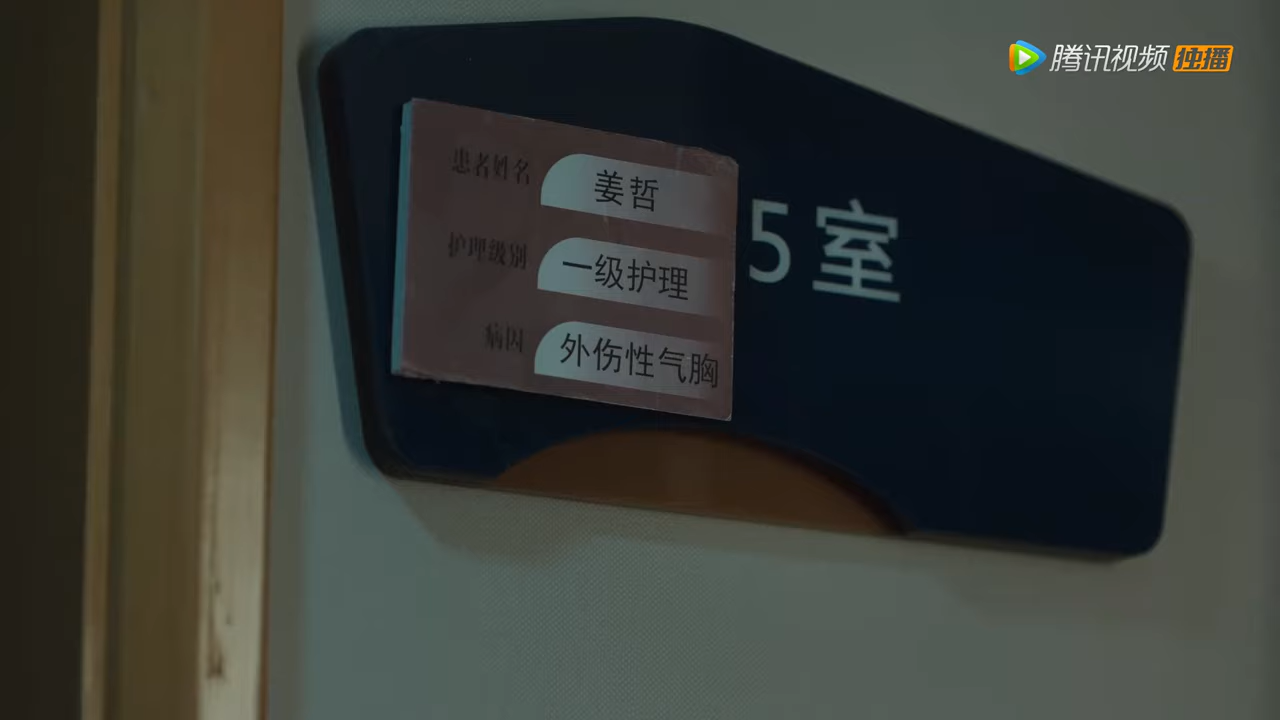 腾讯视频 独播
患者姓名 姜哲
护理级别 一级护理
病因 外伤性气胸
5室